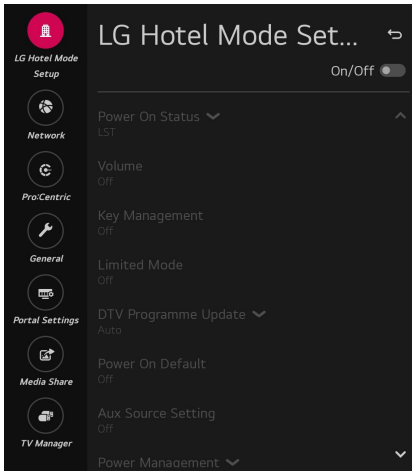 LG Hotel Mode
Setup
Network
Pro:Centric
General
Portal Settings
Media Share
TV Manager
LG Hotel Mode Set...
On/Off
Power On Status
LST
Volume
Off
Key Management
Off
Limited Mode
Off
DTV Programme Update
Auto
Power On Default
Off
Aux Source Setting
Off
Power Management